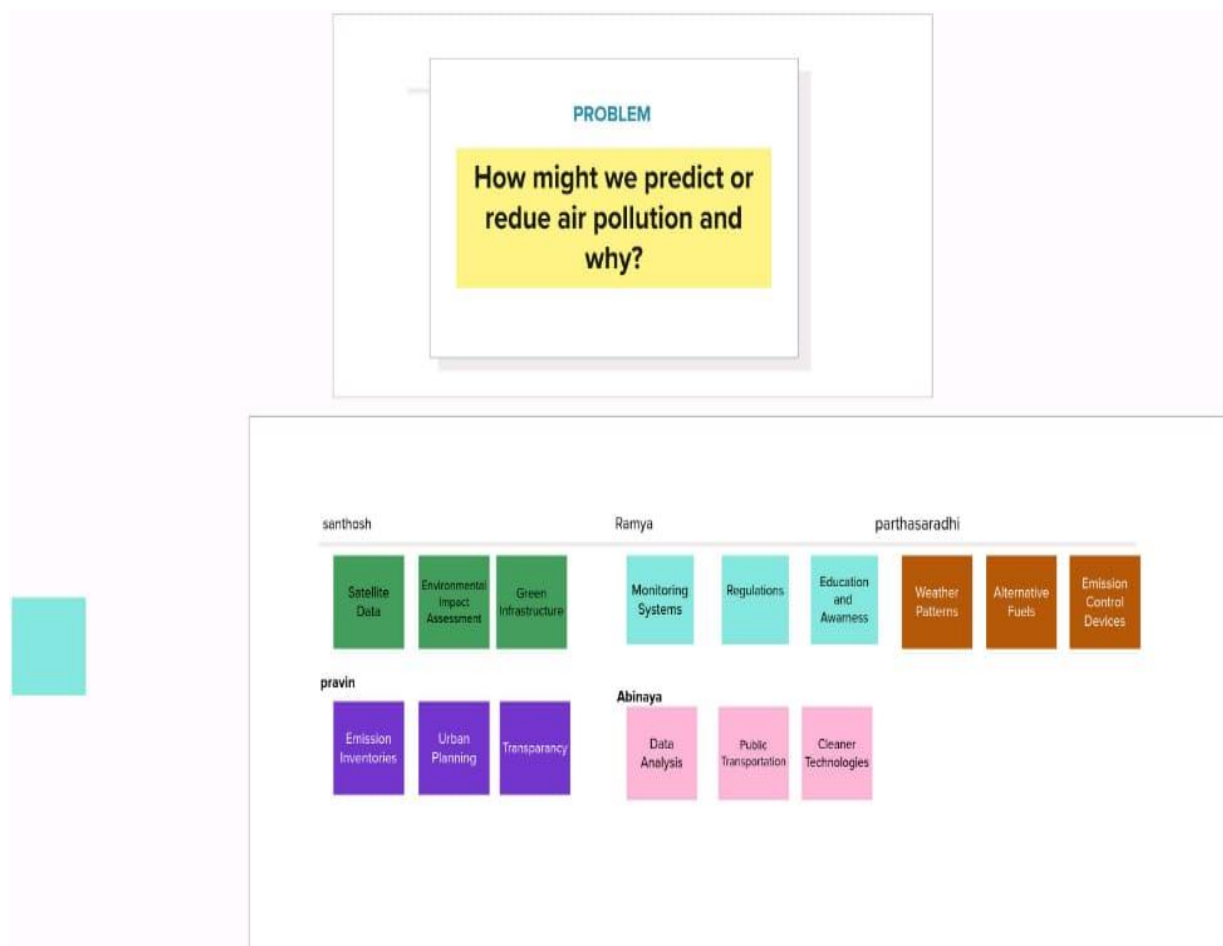 PROBLEM
How might we predict or
redue air pollution and
why?
santhosh
Ramya
parthasaradhi
Satellite
Data
Environmental
Impact
Assessment
Green
Infrastructure
Monitoring
Systems
Regulations
Education
and
Awarness
Weather
Patterns
Alternative
Fuels
Emission
Control
Devices
pravin
Abinaya
Emission
Inventories
Urban
Planning
Transparancy
Data
Analysis
Public
Transportation
Cleaner
Technologies